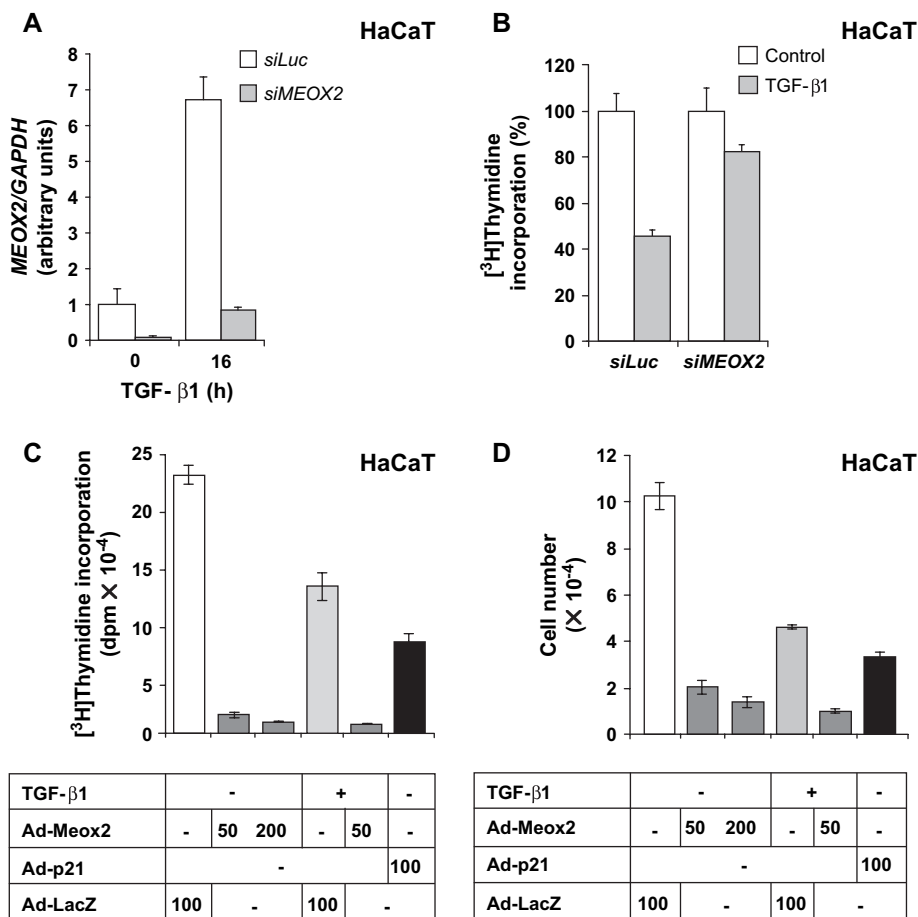 A
HaCaT
siLuc
siMEOX2
MEOX2/GAPDH
(arbitrary units)
8
7
6
5
4
3
2
1
0
0 16
TGF- β1 (h)
B
HaCaT
Control
TGF- β1
[³H]Thymidine
incorporation (%)
120
100
80
60
40
20
0
siLuc siMEOX2
C
HaCaT
[³H]Thymidine incorporation
(dpm X 10⁻⁴)
25
20
15
10
5
0
TGF-β1 - + -
Ad-Meox2 - 50 200 - 50 -
Ad-p21 - 100
Ad-LacZ 100 - 100 -
D
HaCaT
Cell number
(X 10⁻⁴)
12
10
8
6
4
2
0
TGF-β1 - + -
Ad-Meox2 - 50 200 - 50 -
Ad-p21 - 100
Ad-LacZ 100 - 100 -